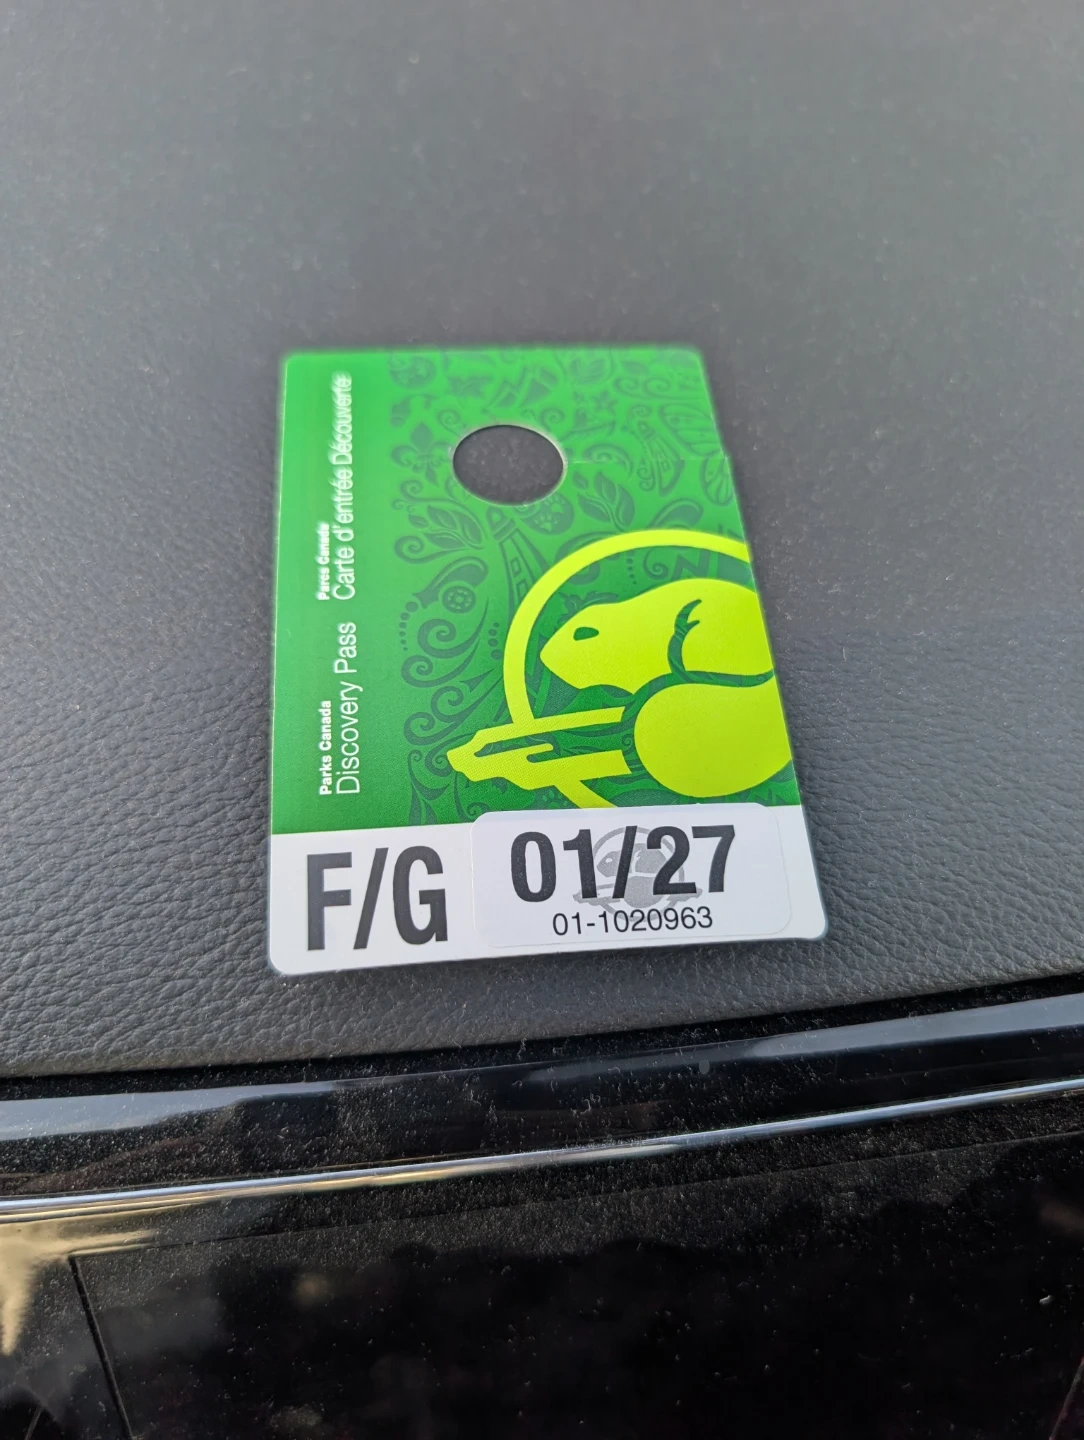 Parks Canada
Discovery Pass
Parcs Canada
Carte d'entrée Découverte
F/G
01/27
01-1020963